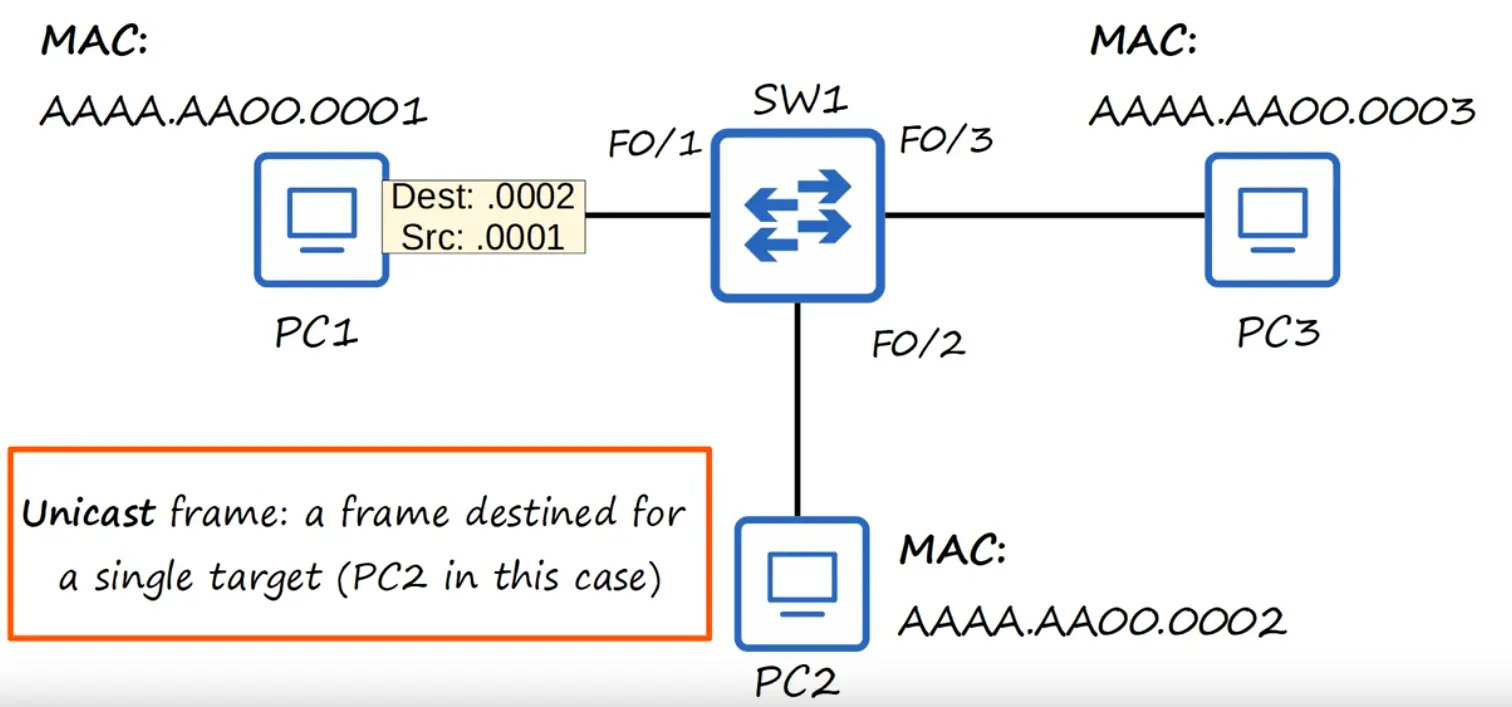 MAC:
AAAA.AA00.0001
PC1
Dest: .0002
Src: .0001
F0/1
SW1
F0/3
F0/2
MAC:
AAAA.AA00.0003
PC3
Unicast frame: a frame destined for
a single target (PC2 in this case)
MAC:
AAAA.AA00.0002
PC2